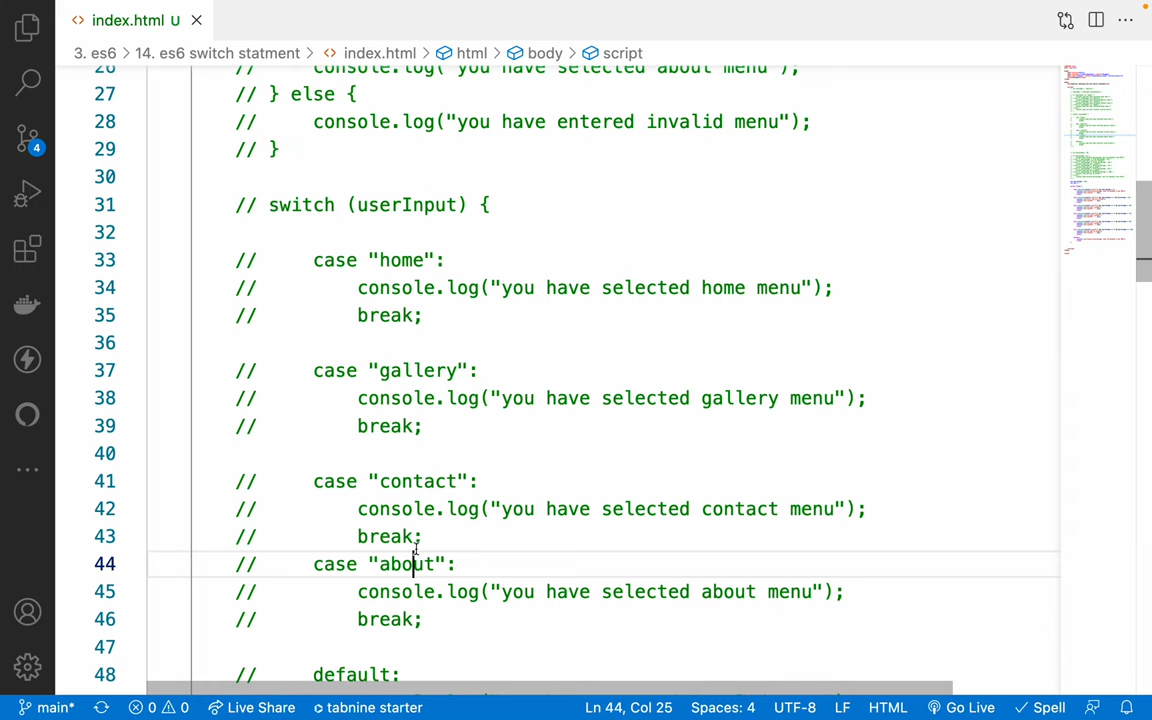 index.html U
3. es6 > 14. es6 switch statment > index.html > html > body > script
26 // console.log("you have selected about menu");
27 // } else {
28 // console.log("you have entered invalid menu");
29 // }
30
31 // switch (userInput) {
32
33 // case "home":
34 // console.log("you have selected home menu");
35 // break;
36
37 // case "gallery":
38 // console.log("you have selected gallery menu");
39 // break;
40
41 // case "contact":
42 // console.log("you have selected contact menu");
43 // break;
44 // case "about":
45 // console.log("you have selected about menu");
46 // break;
47
48 // default:
4
main* 0 0 Live Share tabnine starter Ln 44, Col 25 Spaces: 4 UTF-8 LF HTML Go Live Spell